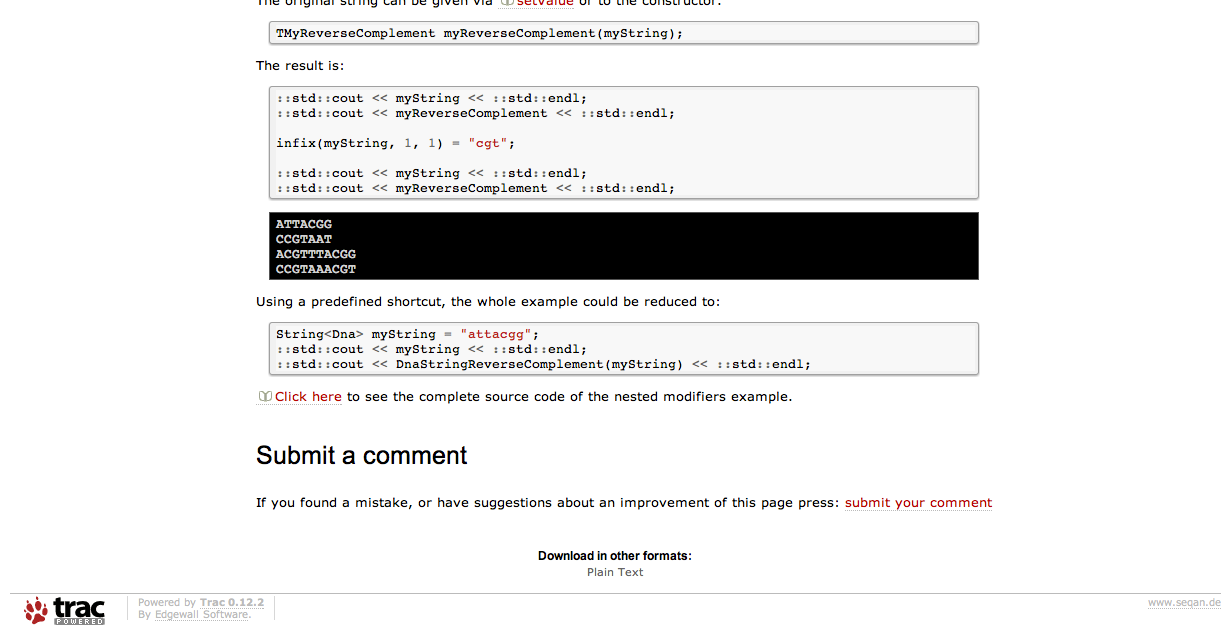 The original string can be given via setValue or to the constructor.
TMyReverseComplement myReverseComplement(myString);
The result is:
::std::cout << myString << ::std::endl;
::std::cout << myReverseComplement << ::std::endl;
infix(myString, 1, 1) = "cgt";
::std::cout << myString << ::std::endl;
::std::cout << myReverseComplement << ::std::endl;
ATTACGG
CCGTAAT
ACGTTTACGG
CCGTAAACGT
Using a predefined shortcut, the whole example could be reduced to:
String<Dna> myString = "attacgg";
::std::cout << myString << ::std::endl;
::std::cout << DnaStringReverseComplement(myString) << ::std::endl;
Click here to see the complete source code of the nested modifiers example.
Submit a comment
If you found a mistake, or have suggestions about an improvement of this page press: submit your comment
Download in other formats:
Plain Text
trac
POWERED
Powered by Trac 0.12.2
By Edgewall Software.
www.seqan.de